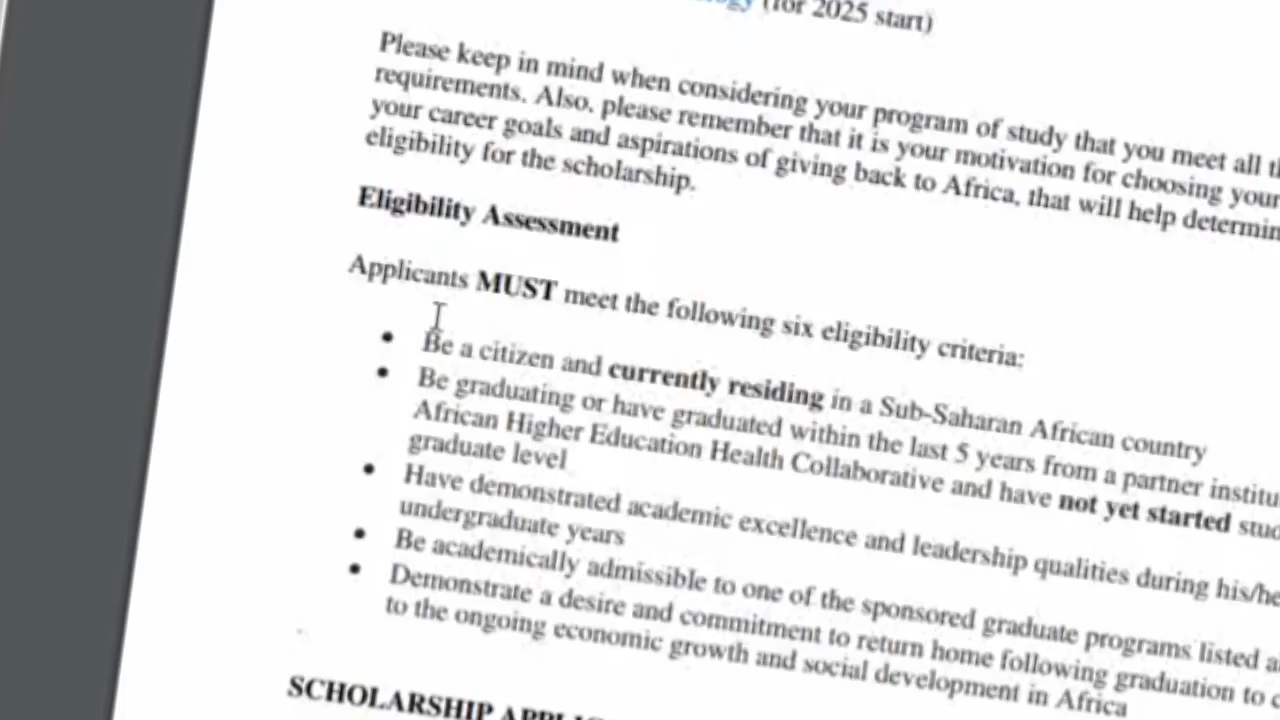 (for 2025 start)
Please keep in mind when considering your program of study that you meet all
requirements. Also, please remember that it is your motivation for choosing your
your career goals and aspirations of giving back to Africa, that will help
eligibility for the scholarship.
Eligibility Assessment
Applicants MUST meet the following six eligibility criteria:
• Be a citizen and currently residing in a Sub-Saharan African country
• Be graduating or have graduated within the last 5 years from a partner
African Higher Education Health Collaborative and have not yet started
graduate level
• Have demonstrated academic excellence and leadership qualities during
undergraduate years
• Be academically admissible to one of the sponsored graduate programs listed
• Demonstrate a desire and commitment to return home following graduation to
to the ongoing economic growth and social development in Africa
SCHOLARSHIP